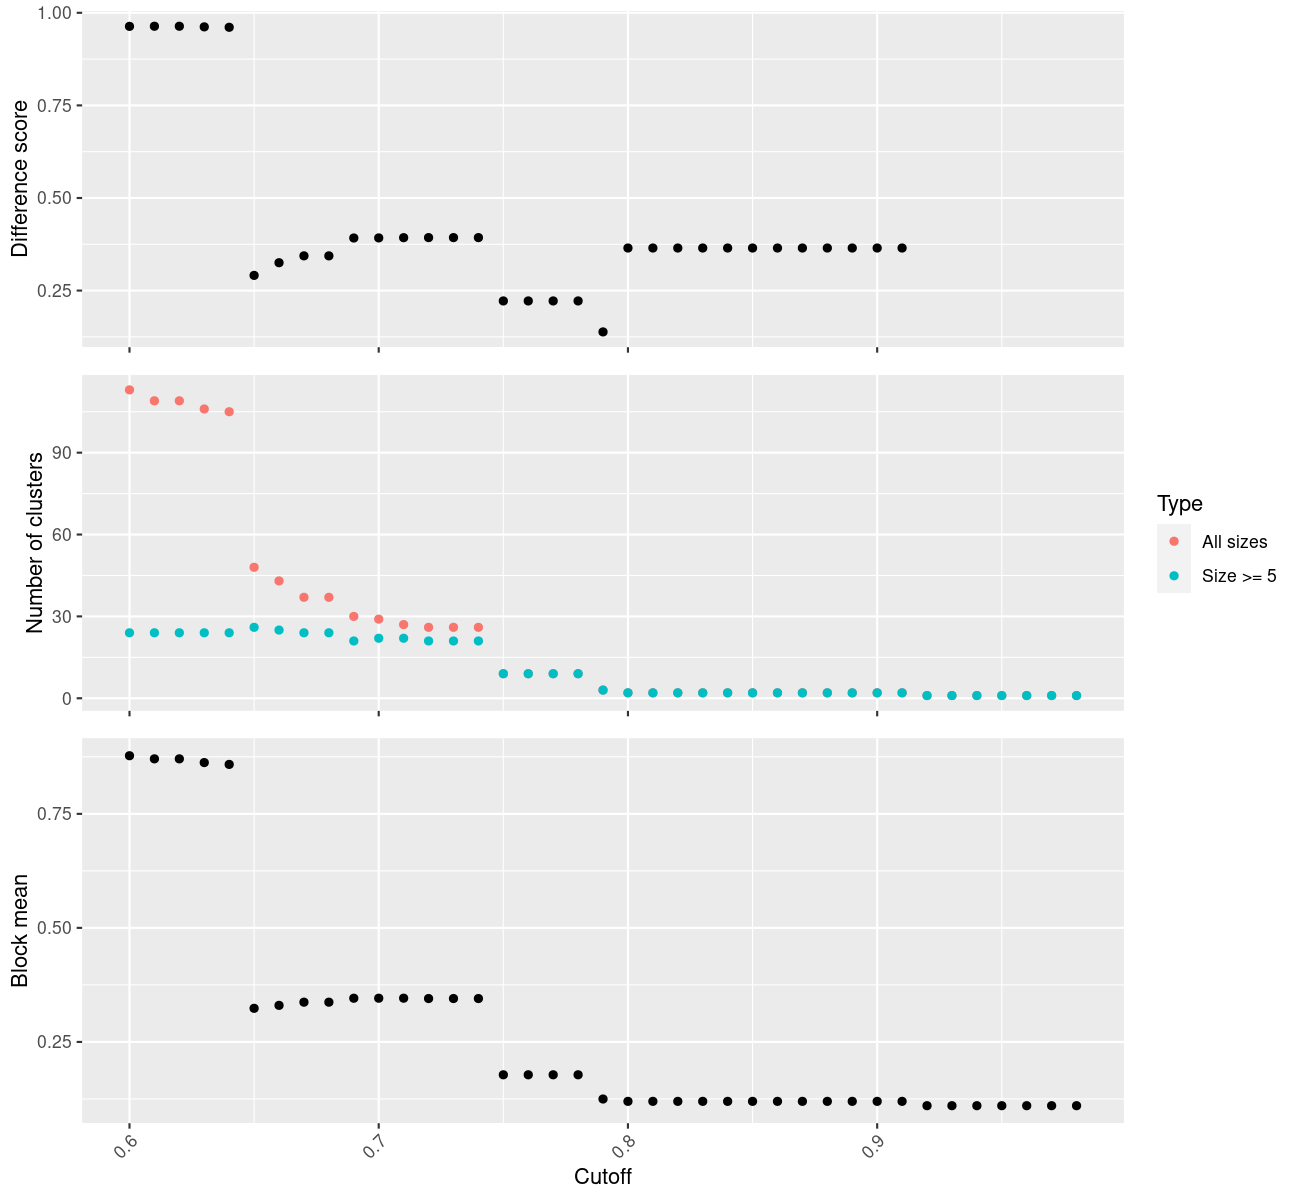 Difference score
1.00
0.75
0.50
0.25
Number of clusters
90
60
30
0
Type
All sizes
Size >= 5
Block mean
0.75
0.50
0.25
0.6
0.7
0.8
0.9
Cutoff